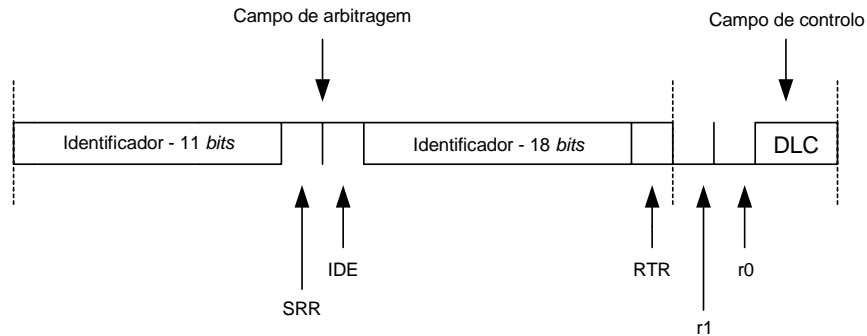 Campo de arbitragem
Campo de controlo
Identificador - 11 bits
Identificador - 18 bits
DLC
IDE
RTR
r0
SRR
r1